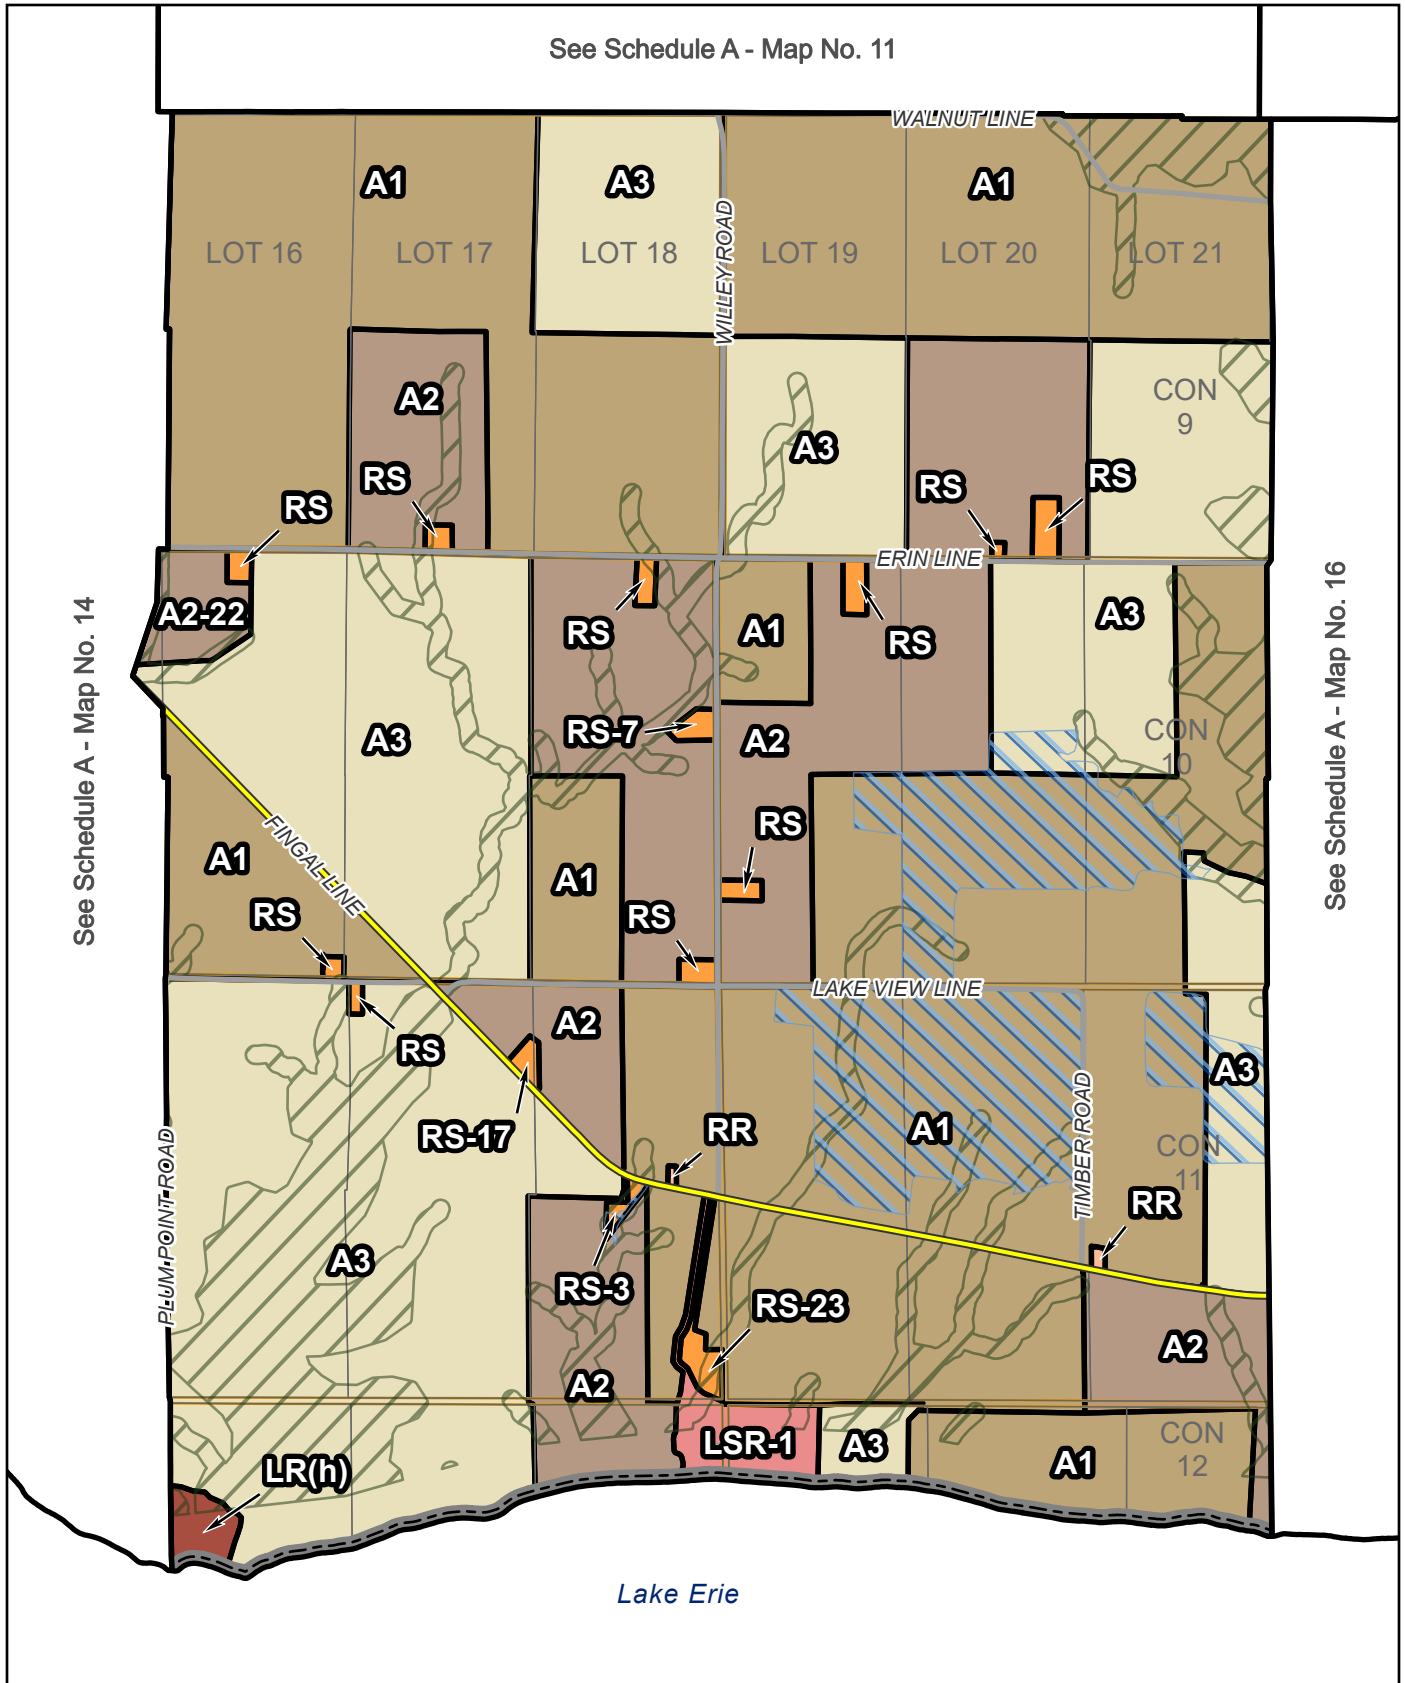 See Schedule A - Map No. 11
WALNUT LINE
A1
A3
A1
WILLEY ROAD
LOT 16
LOT 17
LOT 18
LOT 19
LOT 20
LOT 21
A2
CON
9
A3
RS
RS
RS
RS
ERIN LINE
See Schedule A - Map No. 14
See Schedule A - Map No. 16
A2-22
A3
RS
A1
RS
RS-7
A2
A3
CON
10
FINGAL LINE
RS
A1
A1
RS
RS
LAKE VIEW LINE
A2
RS
A3
RS-17
RR
A1
TIMBER ROAD
CON
11
PLUM POINT ROAD
RR
A3
RS-3
RS-23
A2
A2
LSR-1
A3
CON
12
A1
LR(h)
Lake Erie